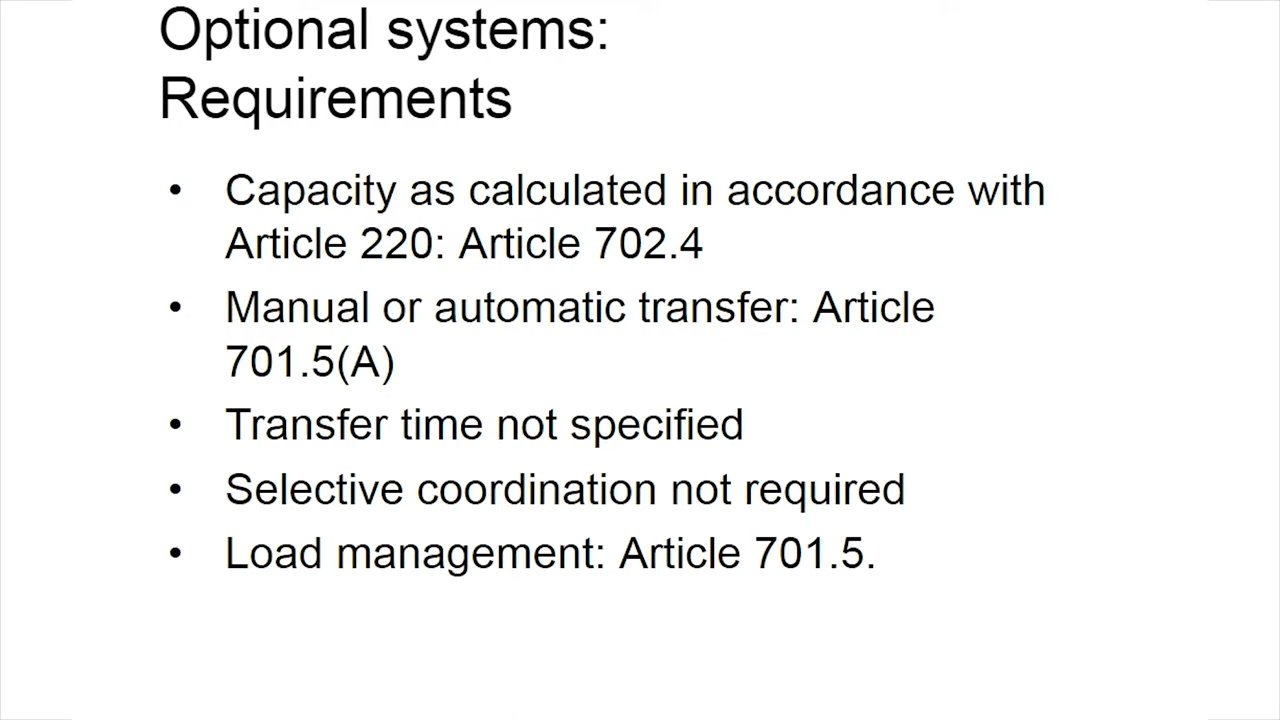 Optional systems:
Requirements
• Capacity as calculated in accordance with
Article 220: Article 702.4
• Manual or automatic transfer: Article
701.5(A)
• Transfer time not specified
• Selective coordination not required
• Load management: Article 701.5.